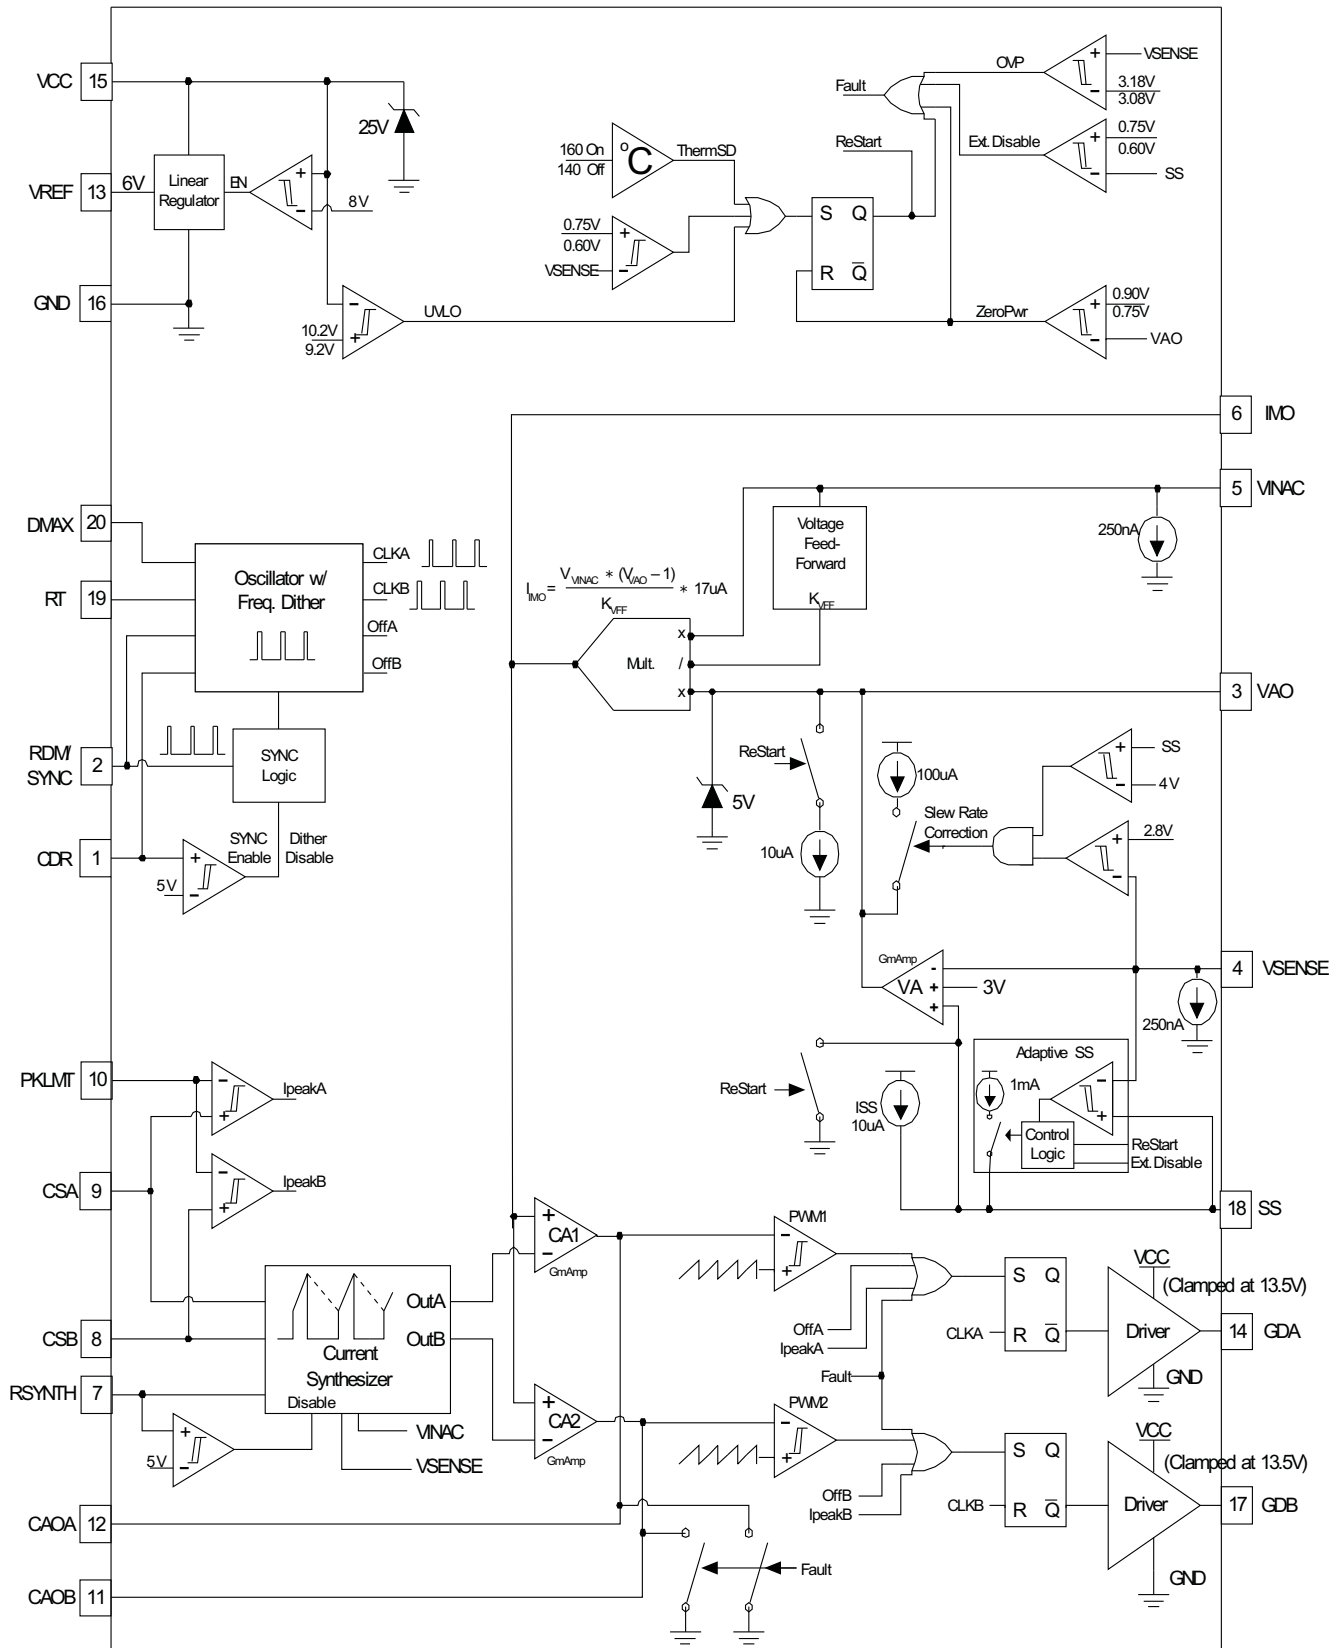 VCC 15
25V
VREF 13
6V
Linear
Regulator
EN
+
−
8V
GND 16
10.2V
9.2V
−
+
UVLO
160 On
140 Off
°C
ThermSD
0.75V
0.60V
VSENSE
+
−
S Q
R Q̅
Fault
ReStart
OVP
+
−
VSENSE
3.18V
3.08V
Ext. Disable
+
−
0.75V
0.60V
SS
ZeroPwr
+
−
0.90V
0.75V
VAO
6 IMO
5 VINAC
250nA
Voltage
Feed-
Forward
KVFF
IIMO = VVINAC * (VVAO − 1) / KVFF * 17uA
x
/
x
Mult.
3 VAO
DMAX 20
RT 19
Oscillator w/
Freq. Dither
CLKA
CLKB
OffA
OffB
RDM/
SYNC 2
SYNC
Logic
CDR 1
SYNC
Enable
Dither
Disable
5V
+
−
ReStart
5V
10uA
100uA
Slew Rate
Correction
+
−
SS
4V
+
−
2.8V
GmAmp
VA
-
+
+
3V
4 VSENSE
250nA
ReStart
ISS
10uA
Adaptive SS
1mA
−
+
Control
Logic
ReStart
Ext. Disable
18 SS
PKLMT 10
−
+
IpeakA
−
+
IpeakB
CSA 9
CSB 8
RSYNTH 7
OutA
OutB
Current
Synthesizer
Disable
VINAC
VSENSE
5V
+
−
+
−
CA1
GmAmp
+
−
CA2
GmAmp
PWM1
−
+
OffA
IpeakA
Fault
CLKA
S Q
R Q̅
VCC
(Clamped at 13.5V)
Driver
GND
14 GDA
PWM2
−
+
OffB
IpeakB
CLKB
S Q
R Q̅
VCC
(Clamped at 13.5V)
Driver
GND
17 GDB
CAOA 12
CAOB 11
Fault